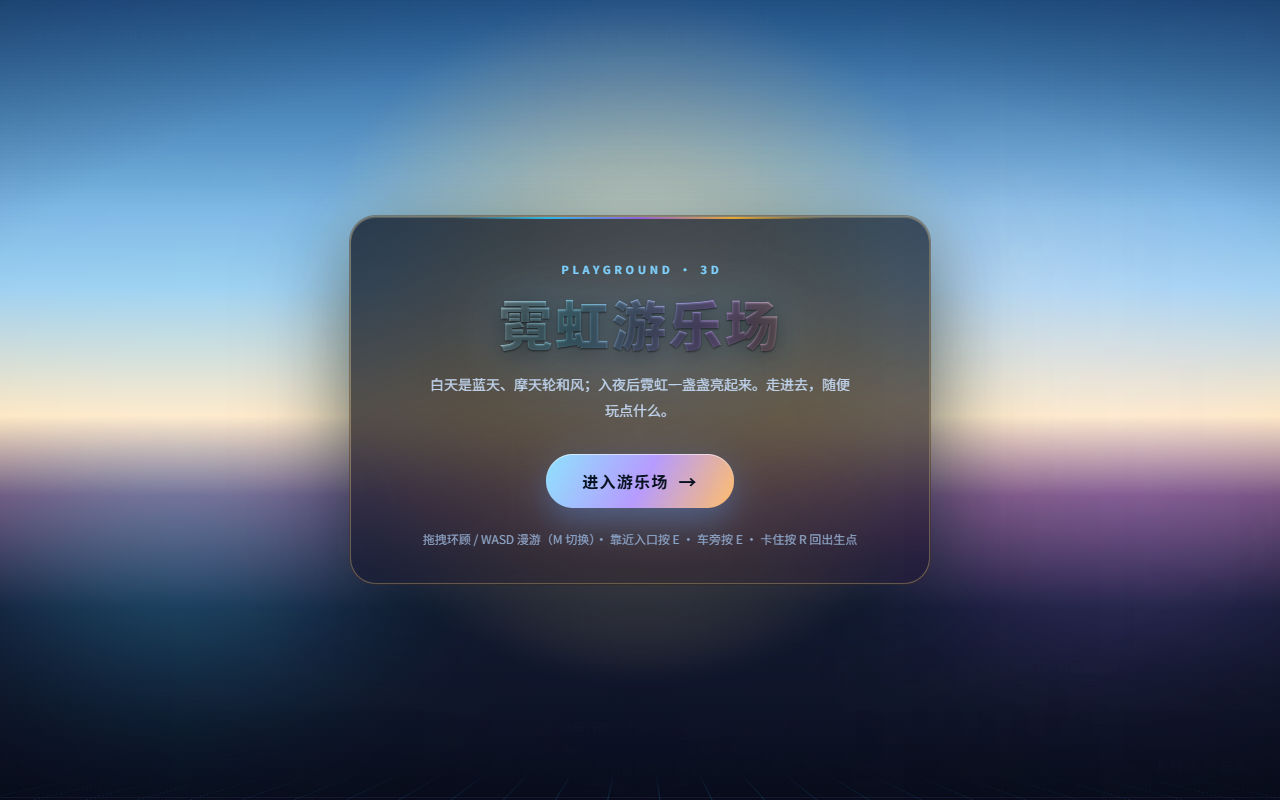 PLAYGROUND • 3D
霓虹游乐场
白天是蓝天、摩天轮和风；入夜后霓虹一盏盏亮起来。走进去，随便
玩点什么。
进入游乐场 →
拖拽环顾 / WASD 漫游（M 切换）• 靠近入口按 E • 车旁按 E • 卡住按 R 回出生点